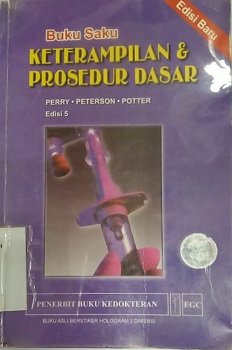 Edisi Baru
Buku Saku
KETERAMPILAN &
PROSEDUR DASAR
PERRY • PETERSON • POTTER
Edisi 5
PENERBIT BUKU KEDOKTERAN
EGC
BUKU ASLI BERSTIKER HOLOGRAM 3 DIMENSI